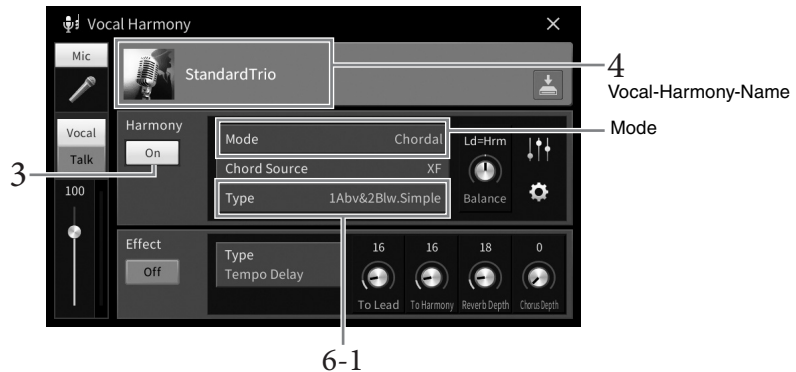 Vocal Harmony
Mic
StandardTrio
4
Vocal-Harmony-Name
Vocal
Talk
100
Harmony
On
3
Mode Chordal
Mode
Chord Source XF
Type 1Abv&2Blw.Simple
6-1
Ld=Hrm
Balance
Effect
Off
Type
Tempo Delay
16 16 18 0
To Lead To Harmony Reverb Depth Chorus Depth